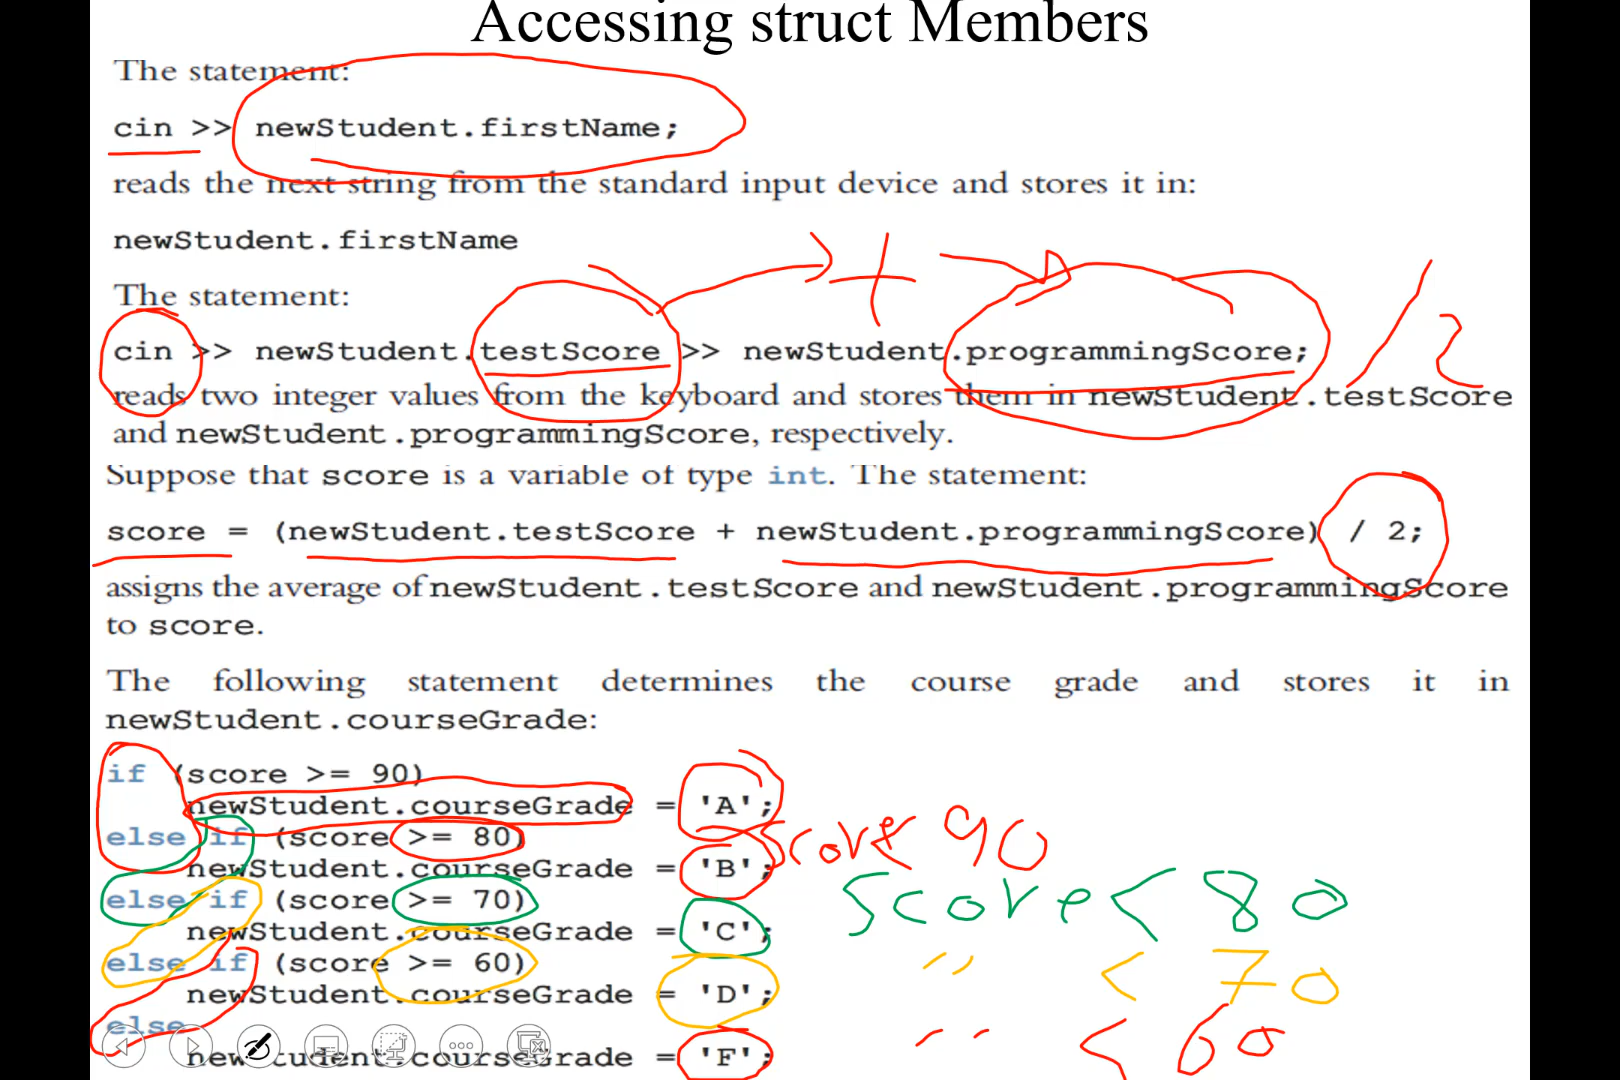 Accessing struct Members
The statement:
cin >> newStudent.firstName;
reads the next string from the standard input device and stores it in:
newStudent.firstName
The statement:
+ / 2
cin >> newStudent.testScore >> newStudent.programmingScore;
reads two integer values from the keyboard and stores them in newStudent.testScore
and newStudent.programmingScore, respectively.
Suppose that score is a variable of type int. The statement:
score = (newStudent.testScore + newStudent.programmingScore) / 2;
assigns the average of newStudent.testScore and newStudent.programmingScore
to score.
The following statement determines the course grade and stores it in
newStudent.courseGrade:
if (score >= 90)
newStudent.courseGrade = 'A';
else if (score >= 80)
score < 90
newStudent.courseGrade = 'B';
else if (score >= 70)
score < 80
newStudent.courseGrade = 'C';
else if (score >= 60)
" < 70
newStudent.courseGrade = 'D';
else
" < 60
newStudent.courseGrade = 'F';